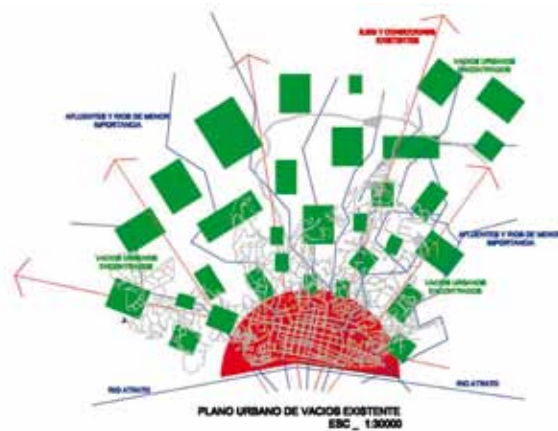 EJES Y CONEXIONES
EXISTENTES
VACIOS URBANOS
ENCONTRADOS
AFLUENTES Y RIOS DE MENOR
IMPORTANCIA
AFLUENTES Y RIOS DE MENOR
IMPORTANCIA
VACIOS URBANOS
ENCONTRADOS
VACIOS URBANOS
ENCONTRADOS
RIO ATRATO
RIO ATRATO
PLANO URBANO DE VACIOS EXISTENTE
ESC _ 1:30000